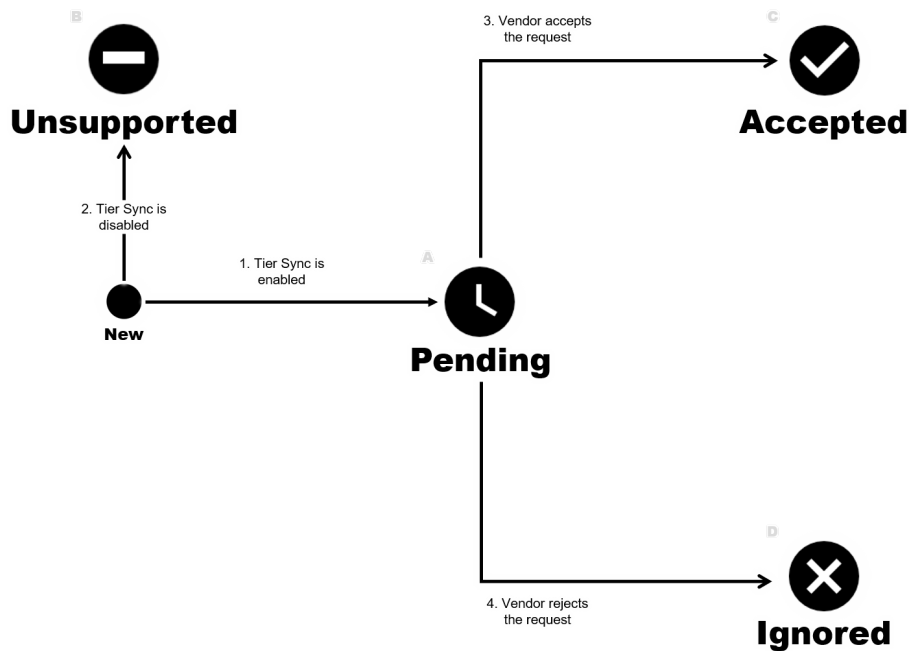 B
Unsupported
2. Tier Sync is
disabled
New
1. Tier Sync is
enabled
A
Pending
3. Vendor accepts
the request
C
Accepted
4. Vendor rejects
the request
D
Ignored